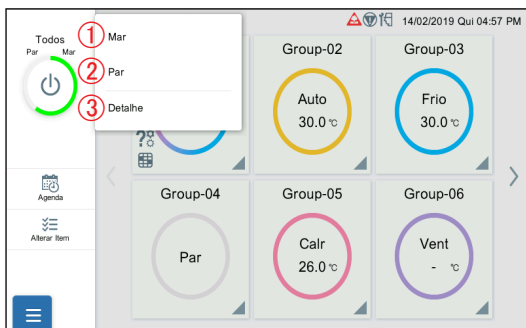 14/02/2019 Qui 04:57 PM
Todos
Par Mar
① Mar
② Par
③ Detalhe
Group-02
Auto
30.0 ℃
Group-03
Frio
30.0 ℃
Agenda
Alterar Item
Group-04
Par
Group-05
Calr
26.0 ℃
Group-06
Vent
- ℃